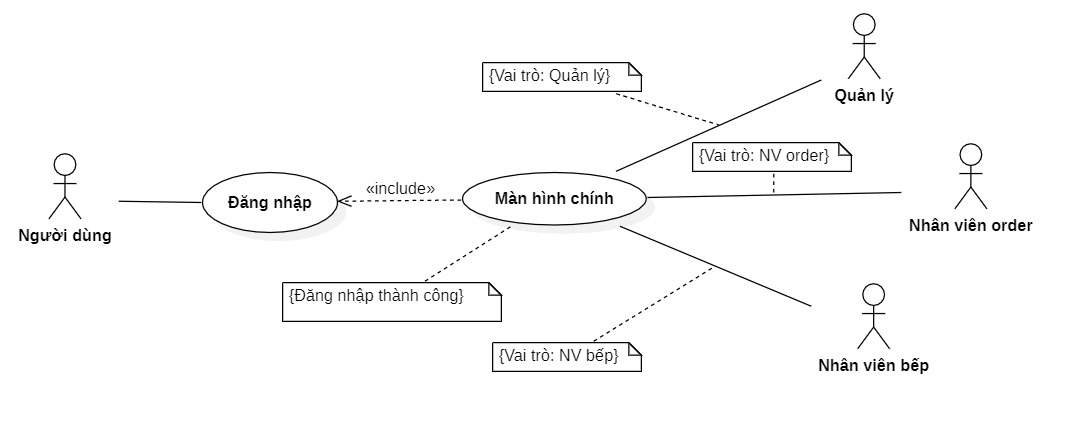 {Vai trò: Quản lý}
Quản lý
{Vai trò: NV order}
Người dùng
Đăng nhập
«include»
Màn hình chính
Nhân viên order
{Đăng nhập thành công}
{Vai trò: NV bếp}
Nhân viên bếp